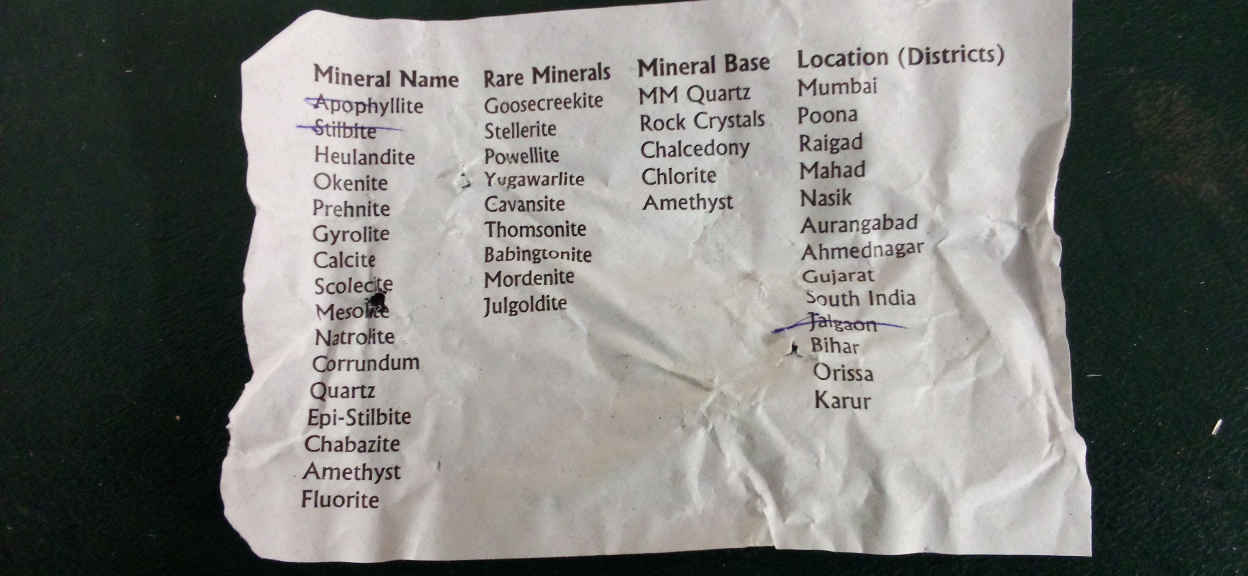 Mineral Name
Apophyllite
Stilbite
Heulandite
Okenite
Prehnite
Gyrolite
Calcite
Scolecite
Mesolite
Natrolite
Corrundum
Quartz
Epi-Stilbite
Chabazite
Amethyst
Fluorite
Rare Minerals
Goosecreekite
Stellerite
Powellite
Yugawarlite
Cavansite
Thomsonite
Babingtonite
Mordenite
Julgoldite
Mineral Base
MM Quartz
Rock Crystals
Chalcedony
Chlorite
Amethyst
Location (Districts)
Mumbai
Poona
Raigad
Mahad
Nasik
Aurangabad
Ahmednagar
Gujarat
South India
Jalgaon
Bihar
Orissa
Karur